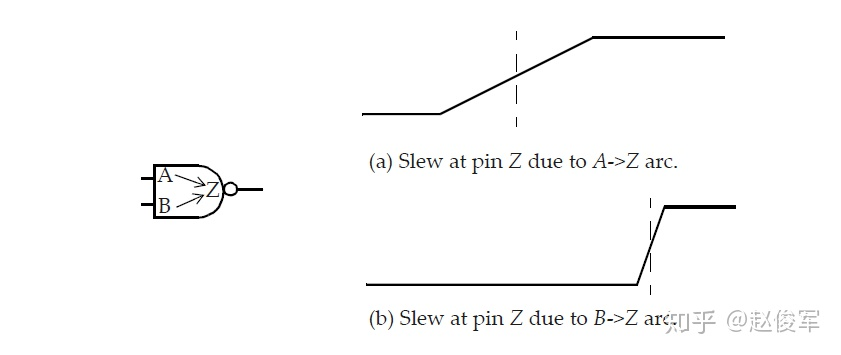 (a) Slew at pin Z due to A->Z arc.
A
Z
B
(b) Slew at pin Z due to B->Z arc.
知乎 @赵俊军